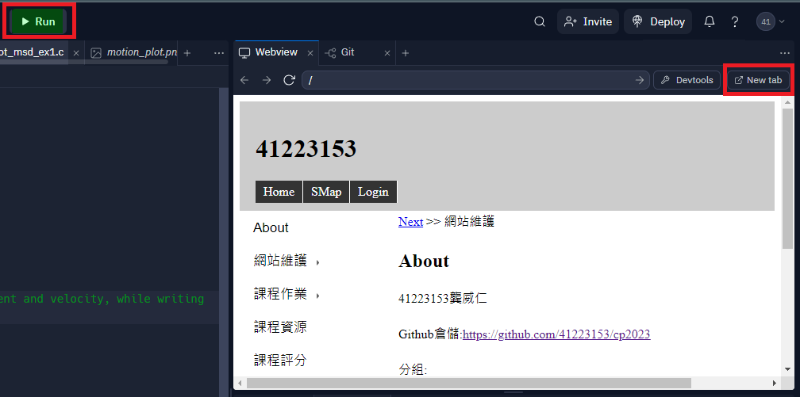 Run
Invite
Deploy
?
41
ot_msd_ex1.c ×
motion_plot.pn
+
Webview ×
Git ×
+
/
Devtools
New tab
ent and velocity, while writing
41223153
Home
SMap
Login
About
網站維護
課程作業
課程資源
課程評分
Next >> 網站維護
About
41223153龔威仁
Github倉儲:https://github.com/41223153/cp2023
分組: